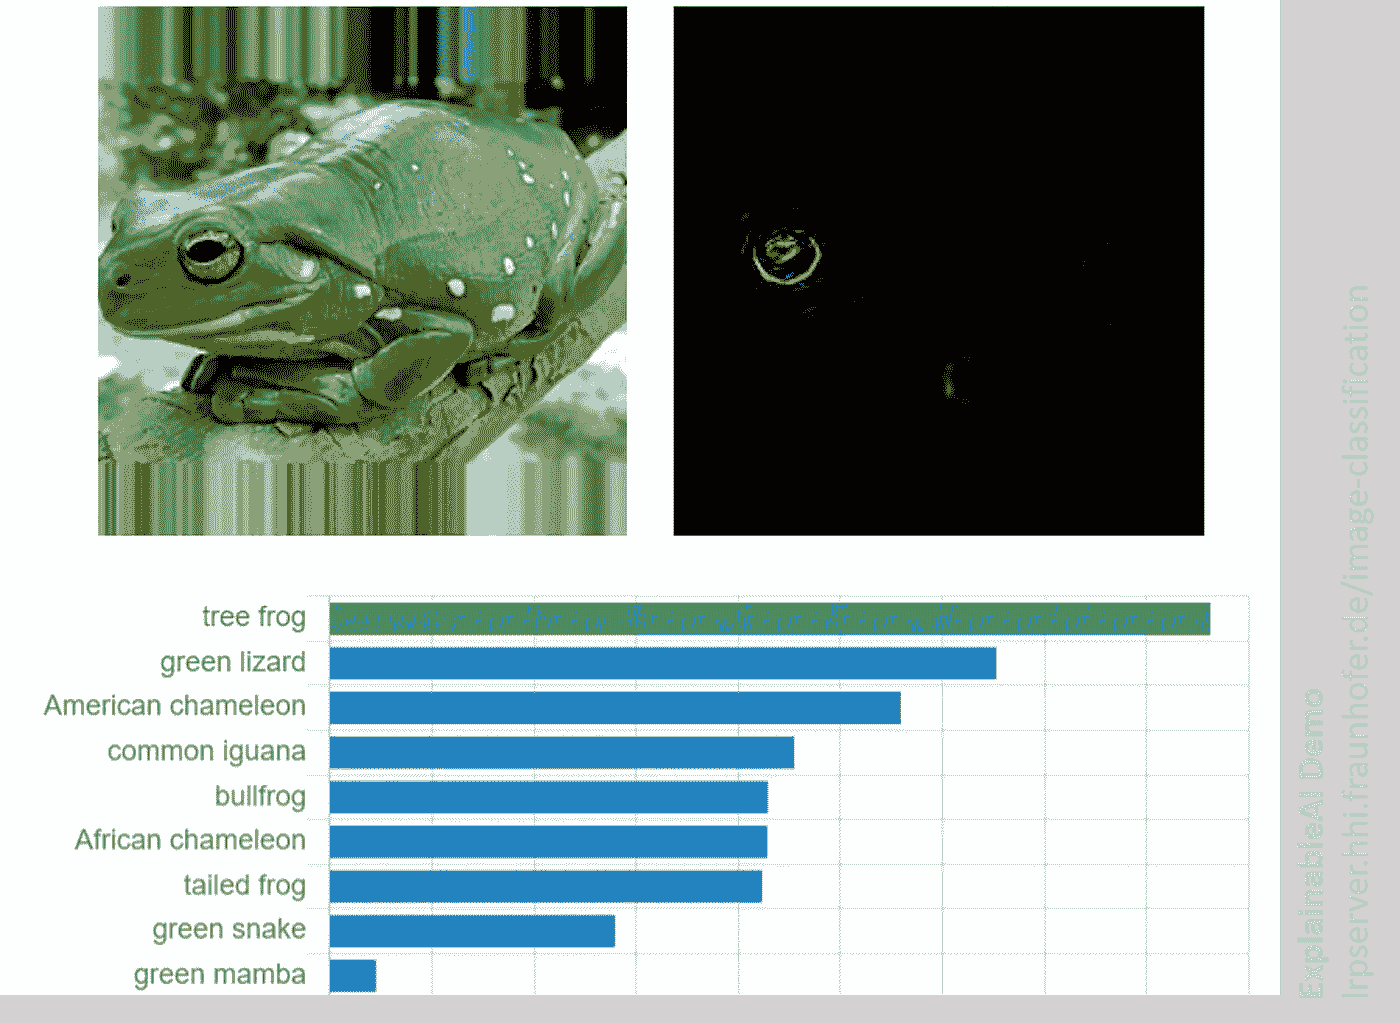 tree frog
green lizard
American chameleon
common iguana
bullfrog
African chameleon
tailed frog
green snake
green mamba
ExplainableAI Demo
lrpserver.hhi.fraunhofer.de/image-classification